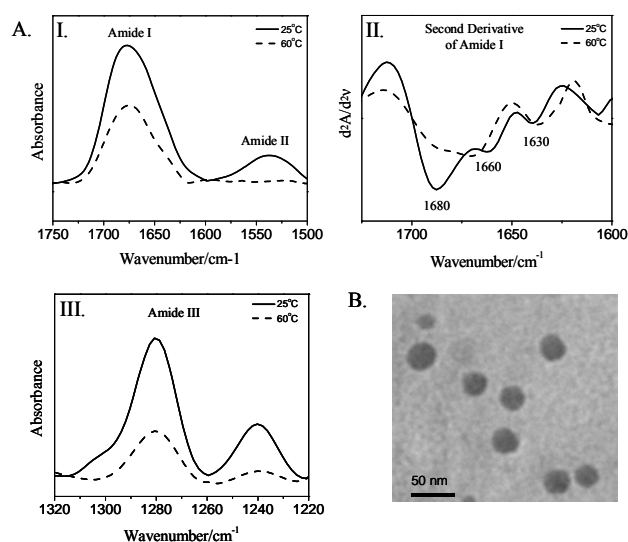 A.
I.
Amide I
25°C
60°C
Amide II
Absorbance
1750 1700 1650 1600 1550 1500
Wavenumber/cm-1
II.
Second Derivative
of Amide I
25°C
60°C
d2A/d2ν
1680
1660
1630
1700 1650 1600
Wavenumber/cm-1
III.
Amide III
25°C
60°C
Absorbance
1320 1300 1280 1260 1240 1220
Wavenumber/cm-1
B.
50 nm